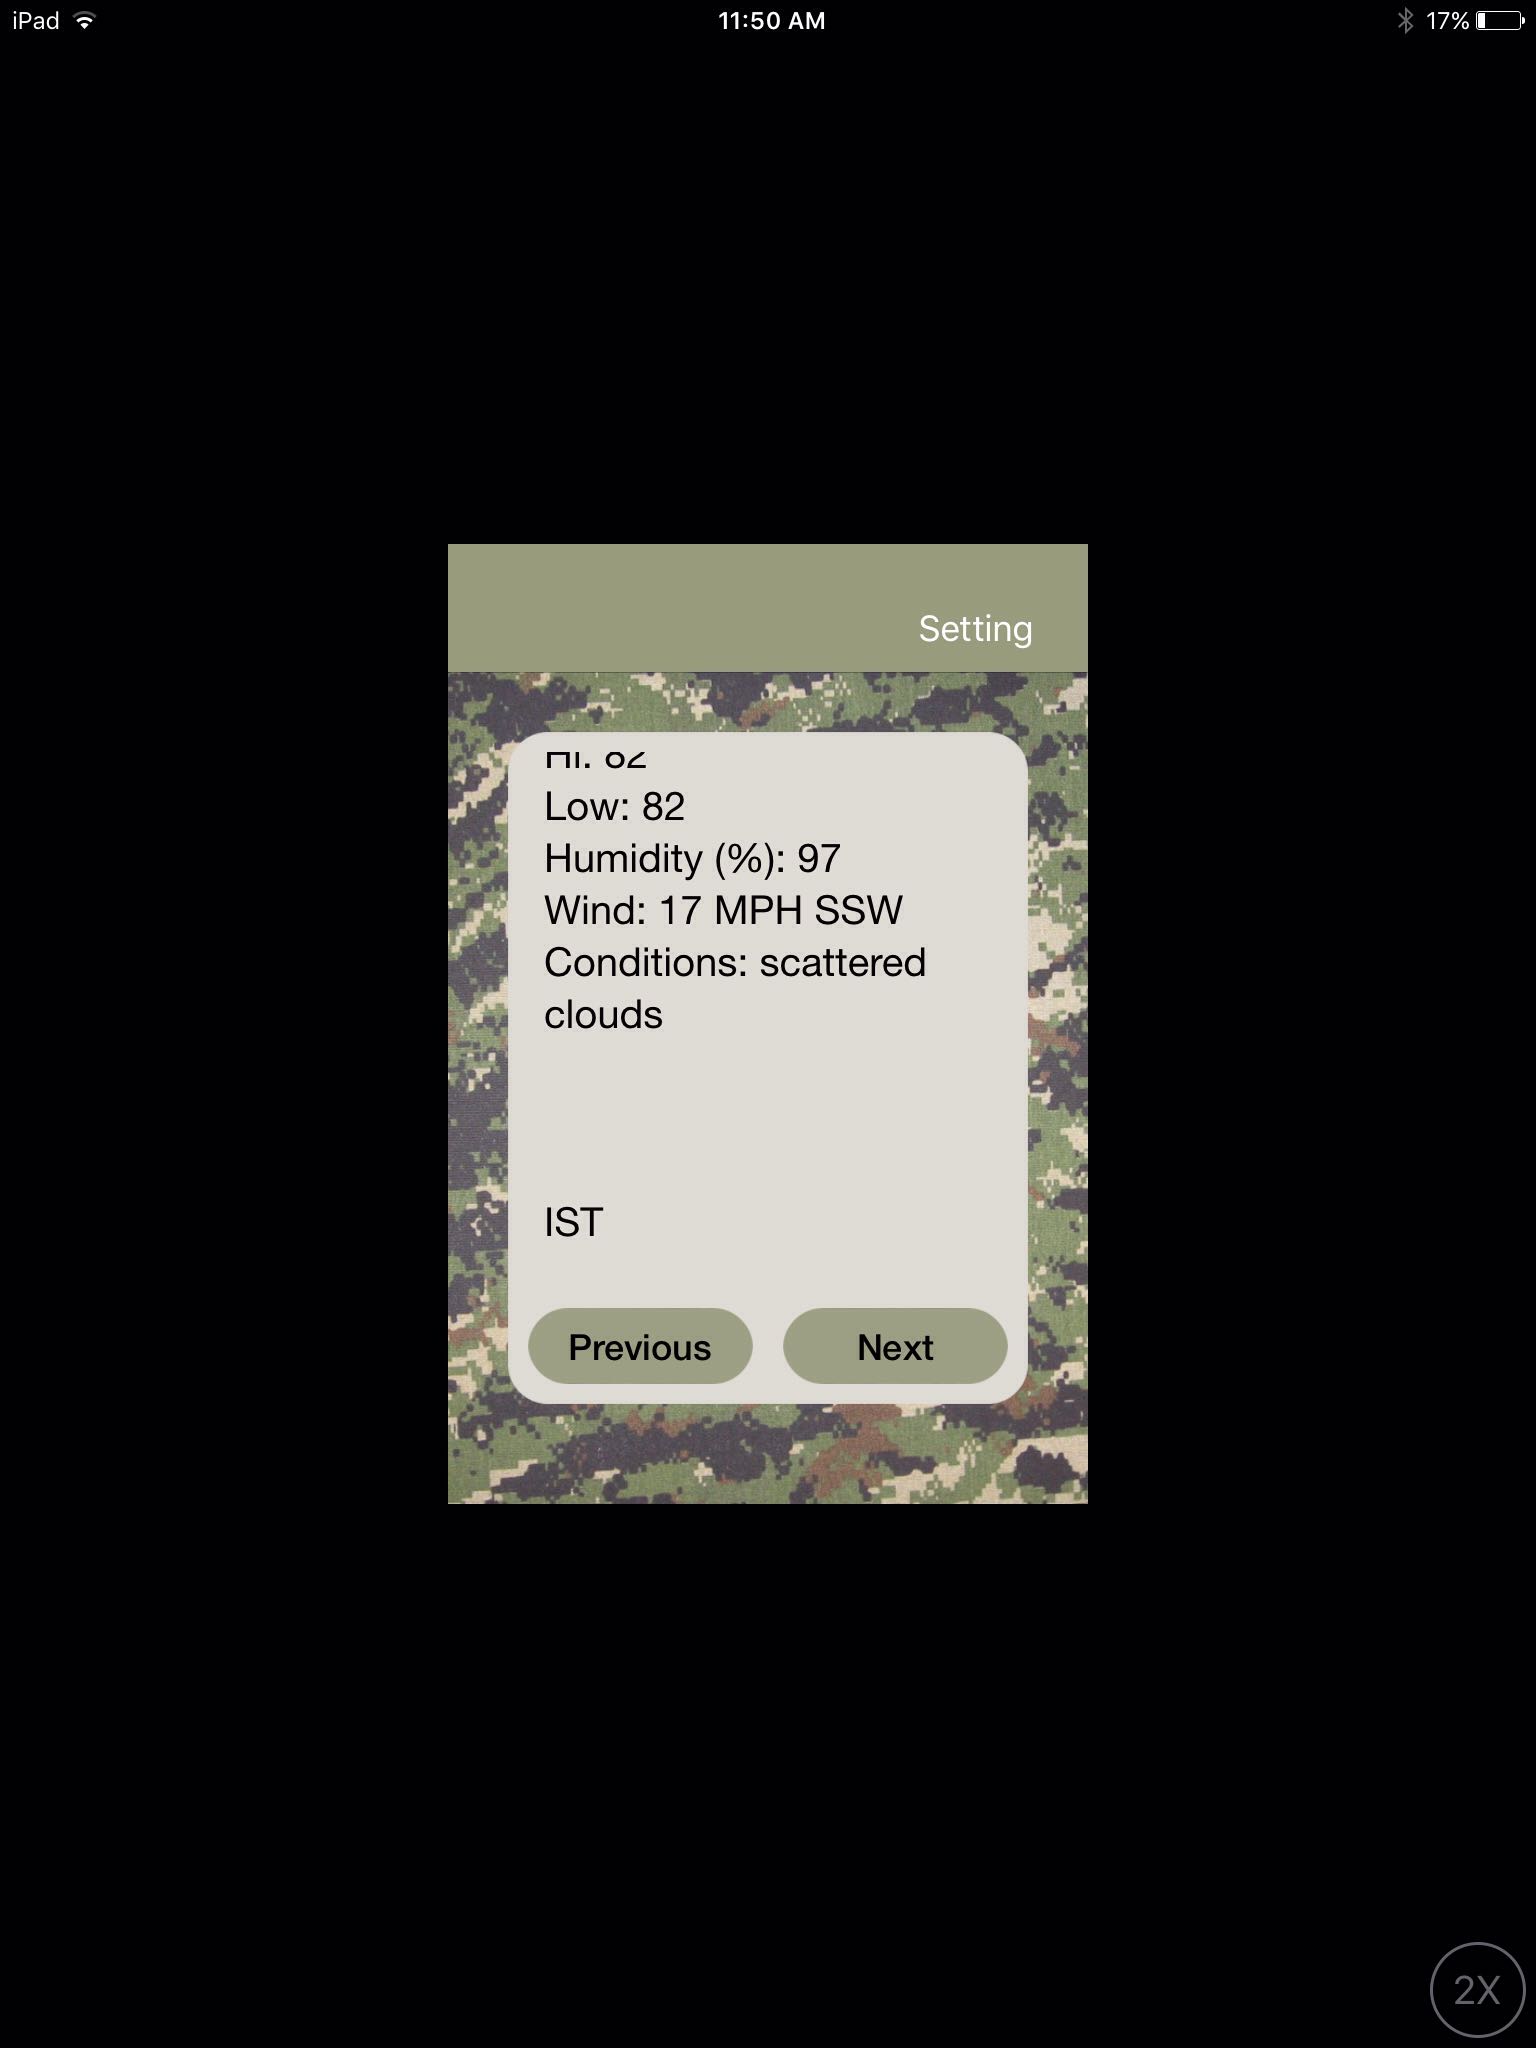 iPad
11:50 AM
17%
Setting
Low: 82
Humidity (%): 97
Wind: 17 MPH SSW
Conditions: scattered
clouds
IST
Previous
Next
2X